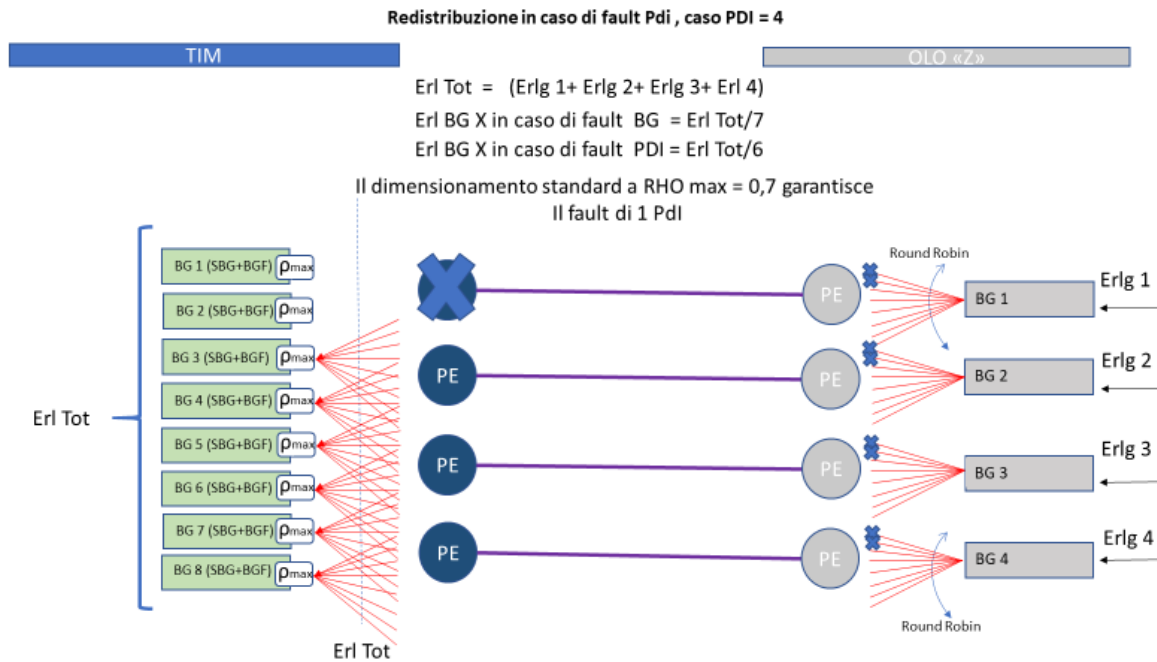 Redistribuzione in caso di fault Pdi , caso PDI = 4
TIM
OLO «Z»
Erl Tot = (Erlg 1+ Erlg 2+ Erlg 3+ Erl 4)
Erl BG X in caso di fault BG = Erl Tot/7
Erl BG X in caso di fault PDI = Erl Tot/6
Il dimensionamento standard a RHO max = 0,7 garantisce
Il fault di 1 PdI
Erl Tot
BG 1 (SBG+BGF) ρmax
BG 2 (SBG+BGF) ρmax
BG 3 (SBG+BGF) ρmax
BG 4 (SBG+BGF) ρmax
BG 5 (SBG+BGF) ρmax
BG 6 (SBG+BGF) ρmax
BG 7 (SBG+BGF) ρmax
BG 8 (SBG+BGF) ρmax
Erl Tot
PE
PE
PE
PE
PE
PE
PE
Round Robin
BG 1
Erlg 1
BG 2
Erlg 2
BG 3
Erlg 3
BG 4
Erlg 4
Round Robin